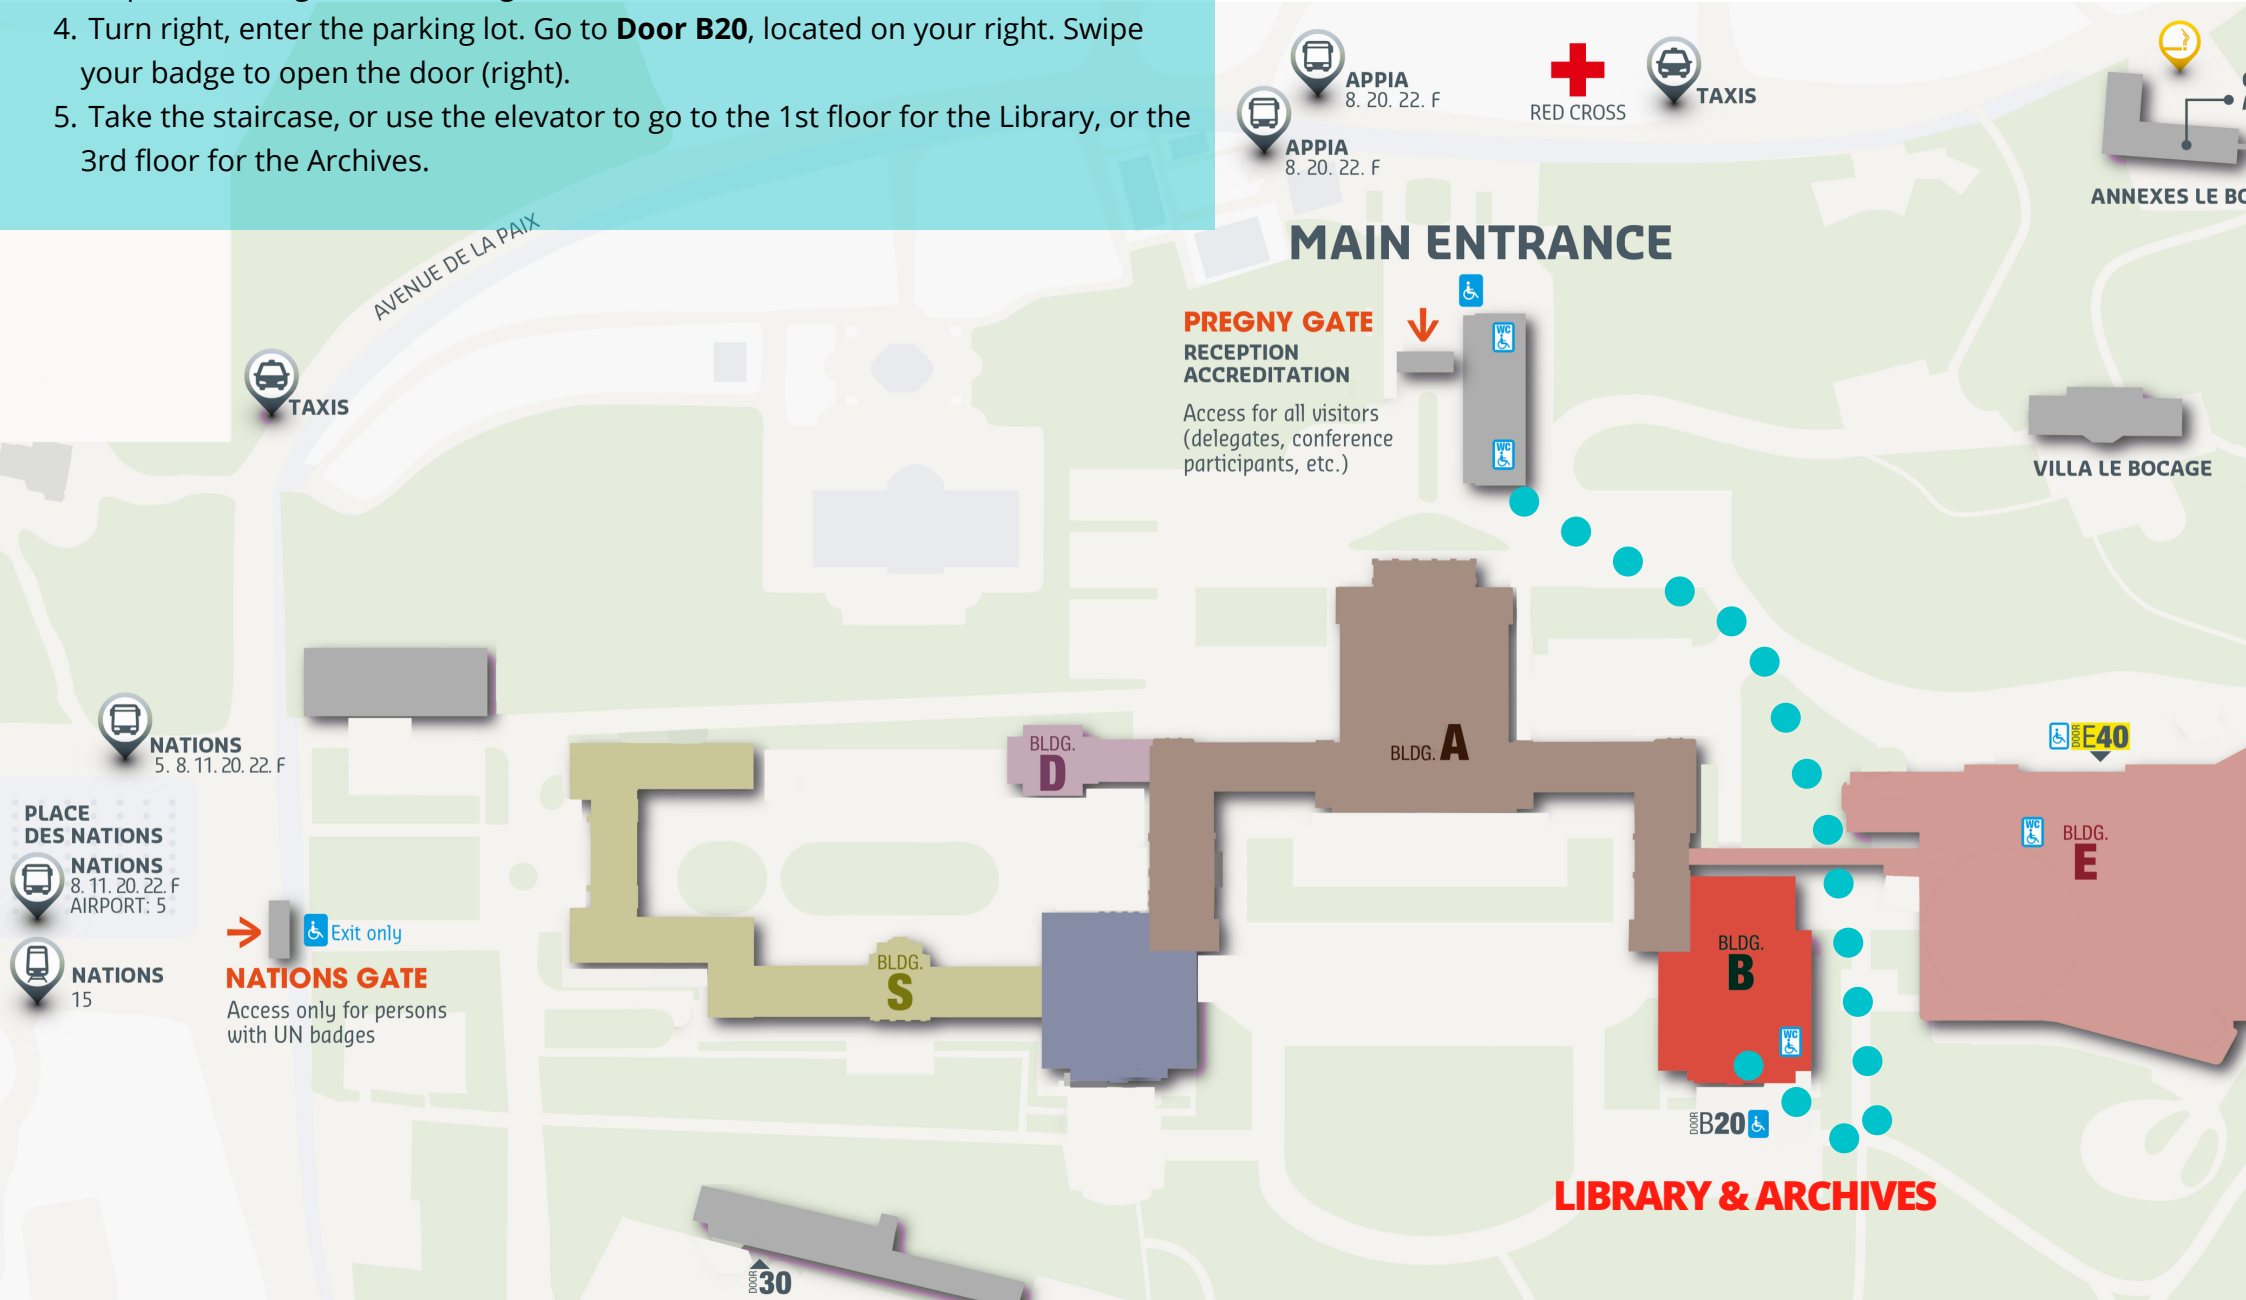 4. Turn right, enter the parking lot. Go to Door B20, located on your right. Swipe
your badge to open the door (right).
5. Take the staircase, or use the elevator to go to the 1st floor for the Library, or the
3rd floor for the Archives.
APPIA
8. 20. 22. F
APPIA
8. 20. 22. F
RED CROSS
TAXIS
ANNEXES LE
AVENUE DE LA PAIX
MAIN ENTRANCE
PREGNY GATE
RECEPTION
ACCREDITATION
Access for all visitors
(delegates, conference
participants, etc.)
WC
WC
TAXIS
VILLA LE BOCAGE
NATIONS
5. 8. 11. 20. 22. F
PLACE
DES NATIONS
NATIONS
8. 11. 20. 22. F
AIRPORT: 5
NATIONS
15
Exit only
NATIONS GATE
Access only for persons
with UN badges
BLDG.
D
BLDG. A
DOOR E40
WC
BLDG.
E
BLDG.
S
BLDG.
B
WC
DOOR B20
LIBRARY & ARCHIVES
DOOR 30